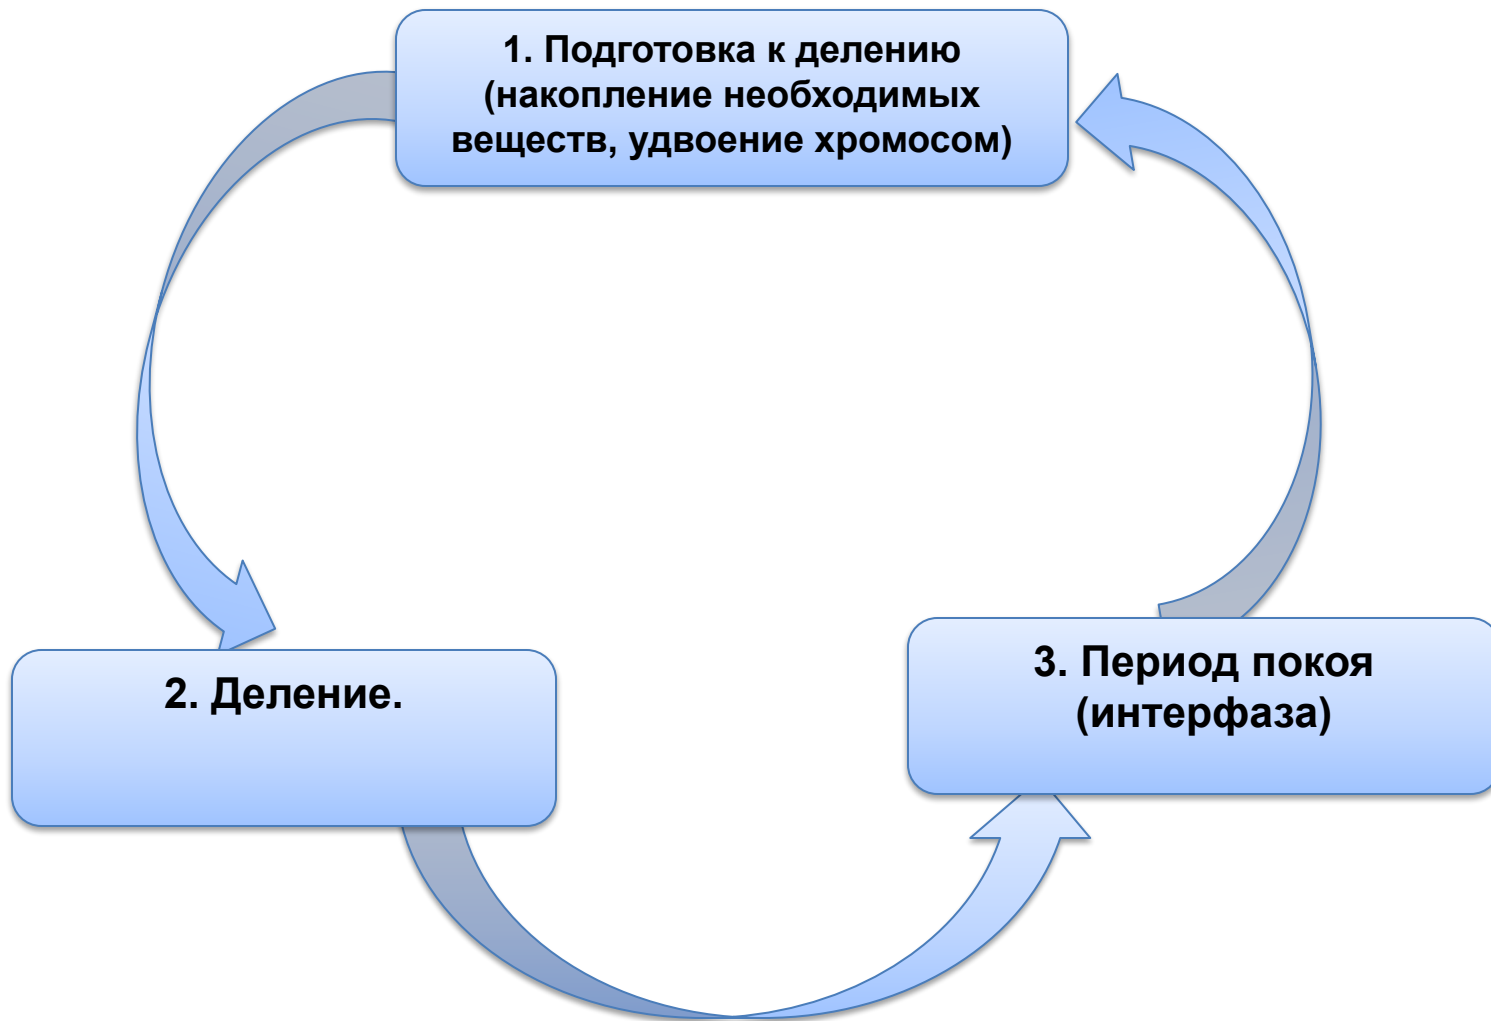 1. Подготовка к делению
(накопление необходимых
веществ, удвоение хромосом)
2. Деление.
3. Период покоя
(интерфаза)